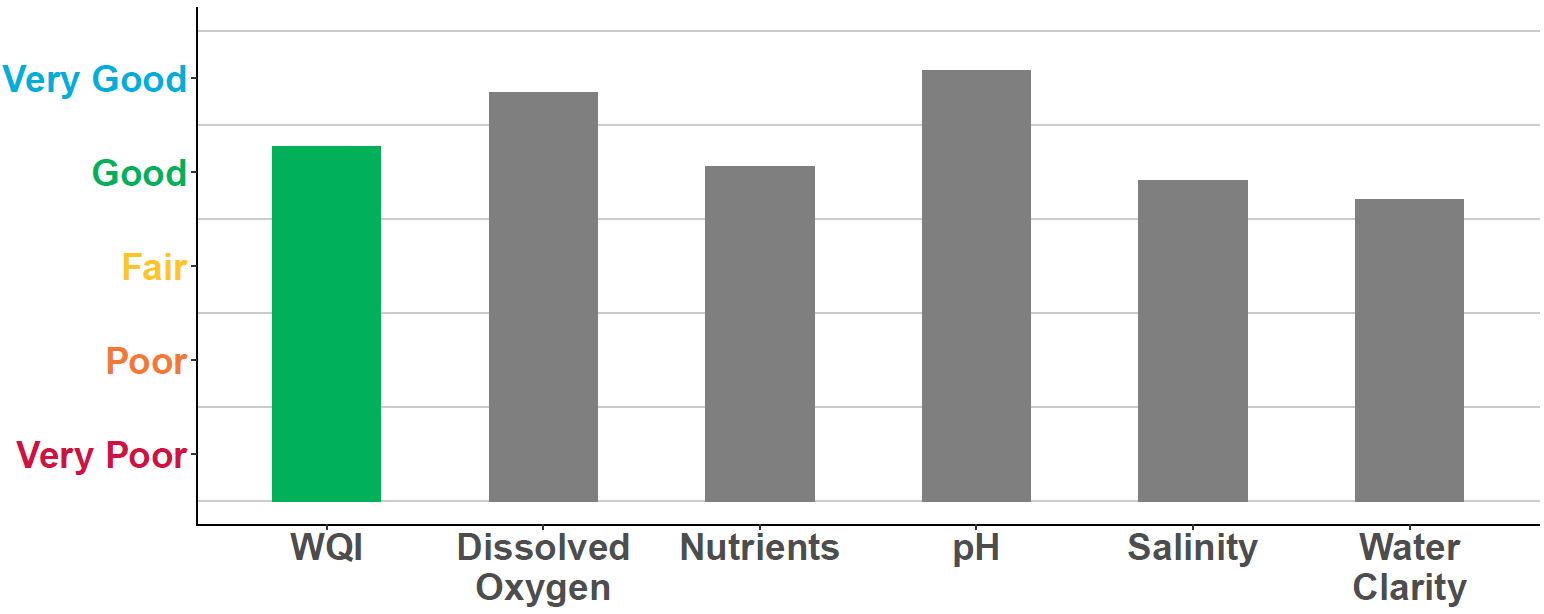 Very Good
Good
Fair
Poor
Very Poor
WQI
Dissolved
Oxygen
Nutrients
pH
Salinity
Water
Clarity